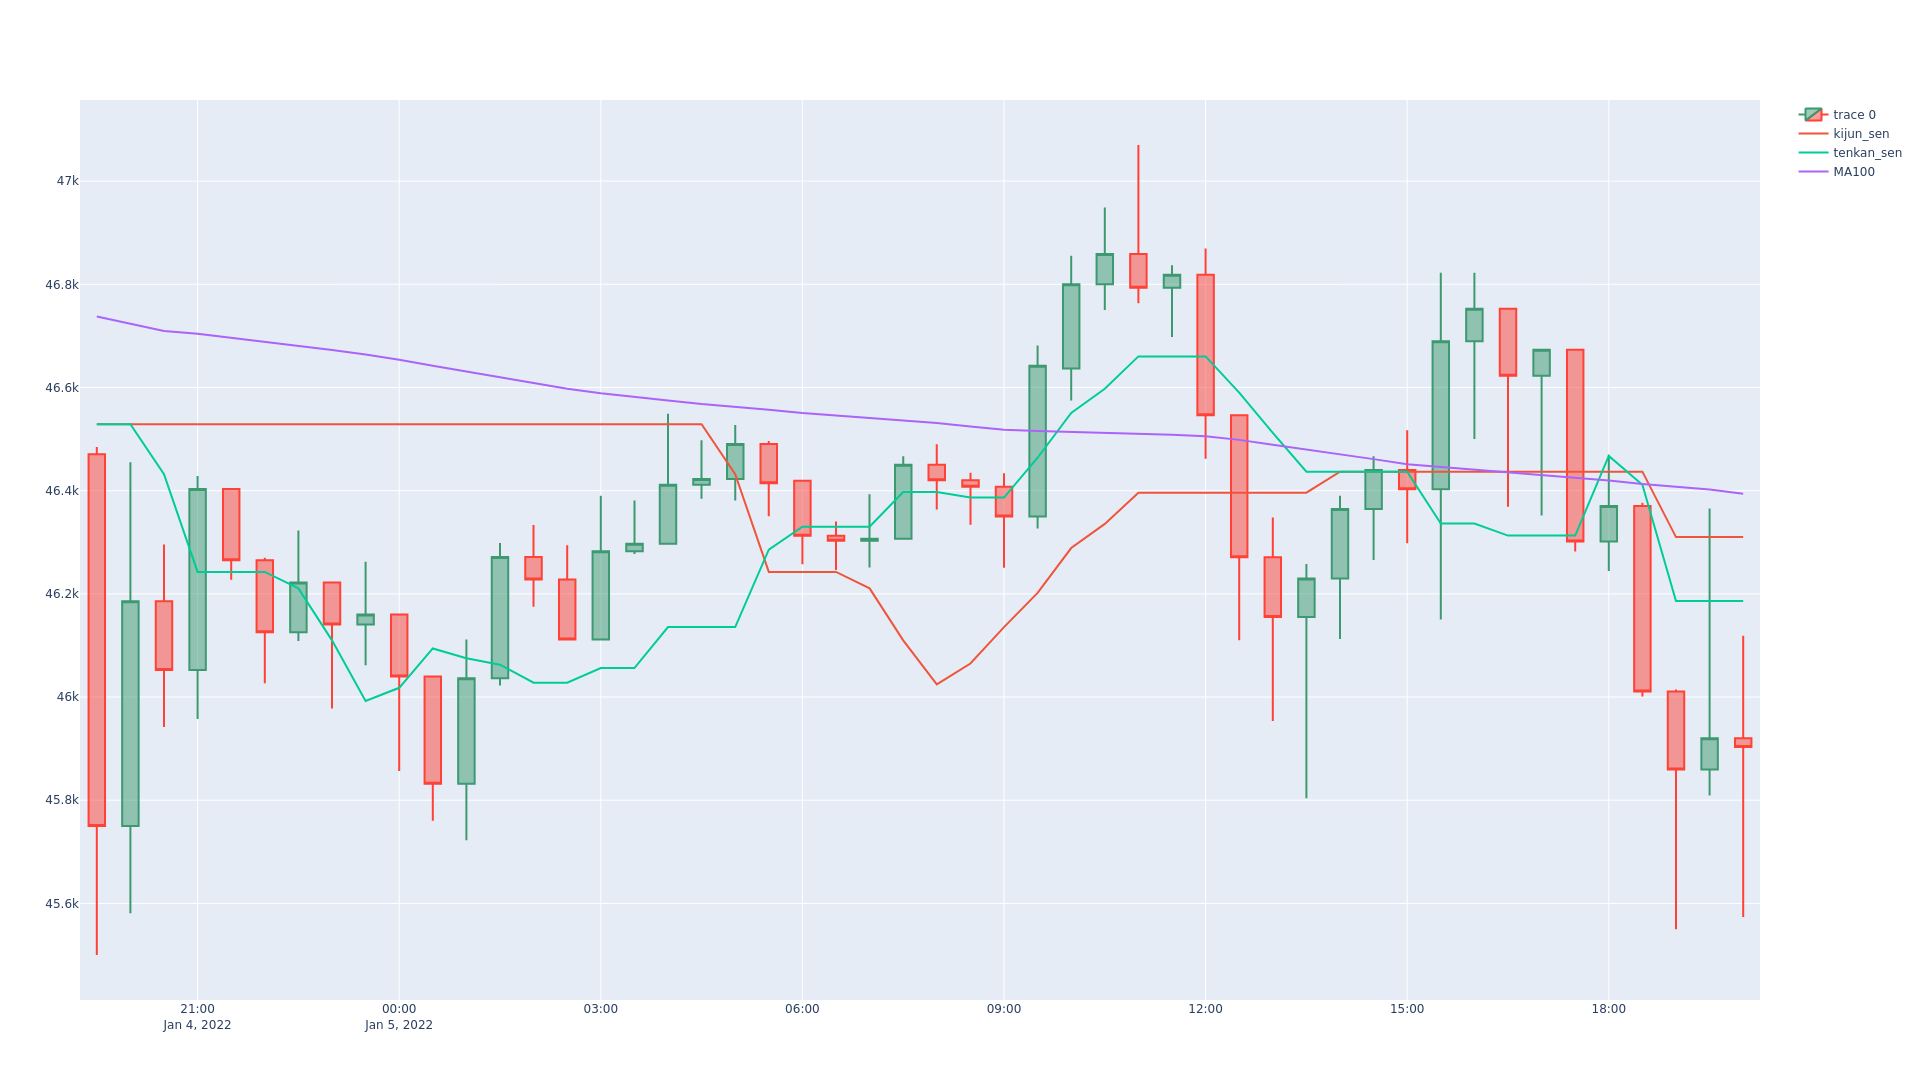 trace 0
kijun_sen
tenkan_sen
MA100
47k
46.8k
46.6k
46.4k
46.2k
46k
45.8k
45.6k
21:00 00:00 03:00 06:00 09:00 12:00 15:00 18:00
Jan 4, 2022 Jan 5, 2022